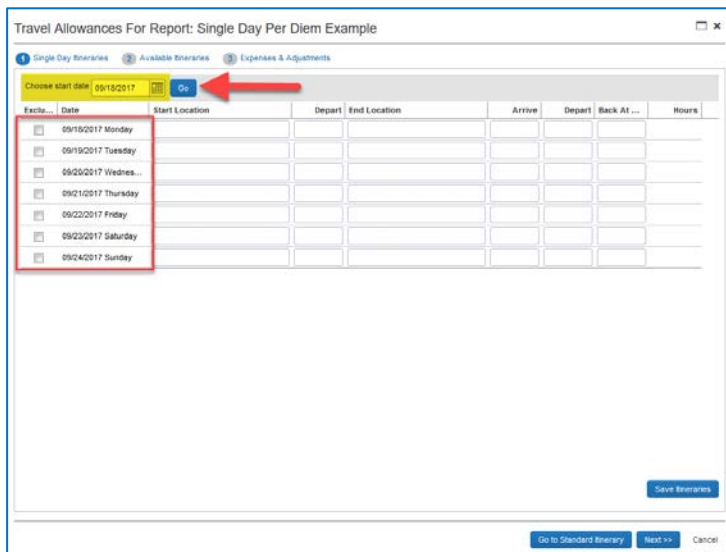 Travel Allowances For Report: Single Day Per Diem Example
1 Single Day Itineraries 2 Available Itineraries 3 Expenses & Adjustments
Choose start date 09/18/2017 Go
Exclu... Date Start Location Depart End Location Arrive Depart Back At ... Hours
09/18/2017 Monday
09/19/2017 Tuesday
09/20/2017 Wednes...
09/21/2017 Thursday
09/22/2017 Friday
09/23/2017 Saturday
09/24/2017 Sunday
Save Itineraries
Go to Standard Itinerary Next >> Cancel